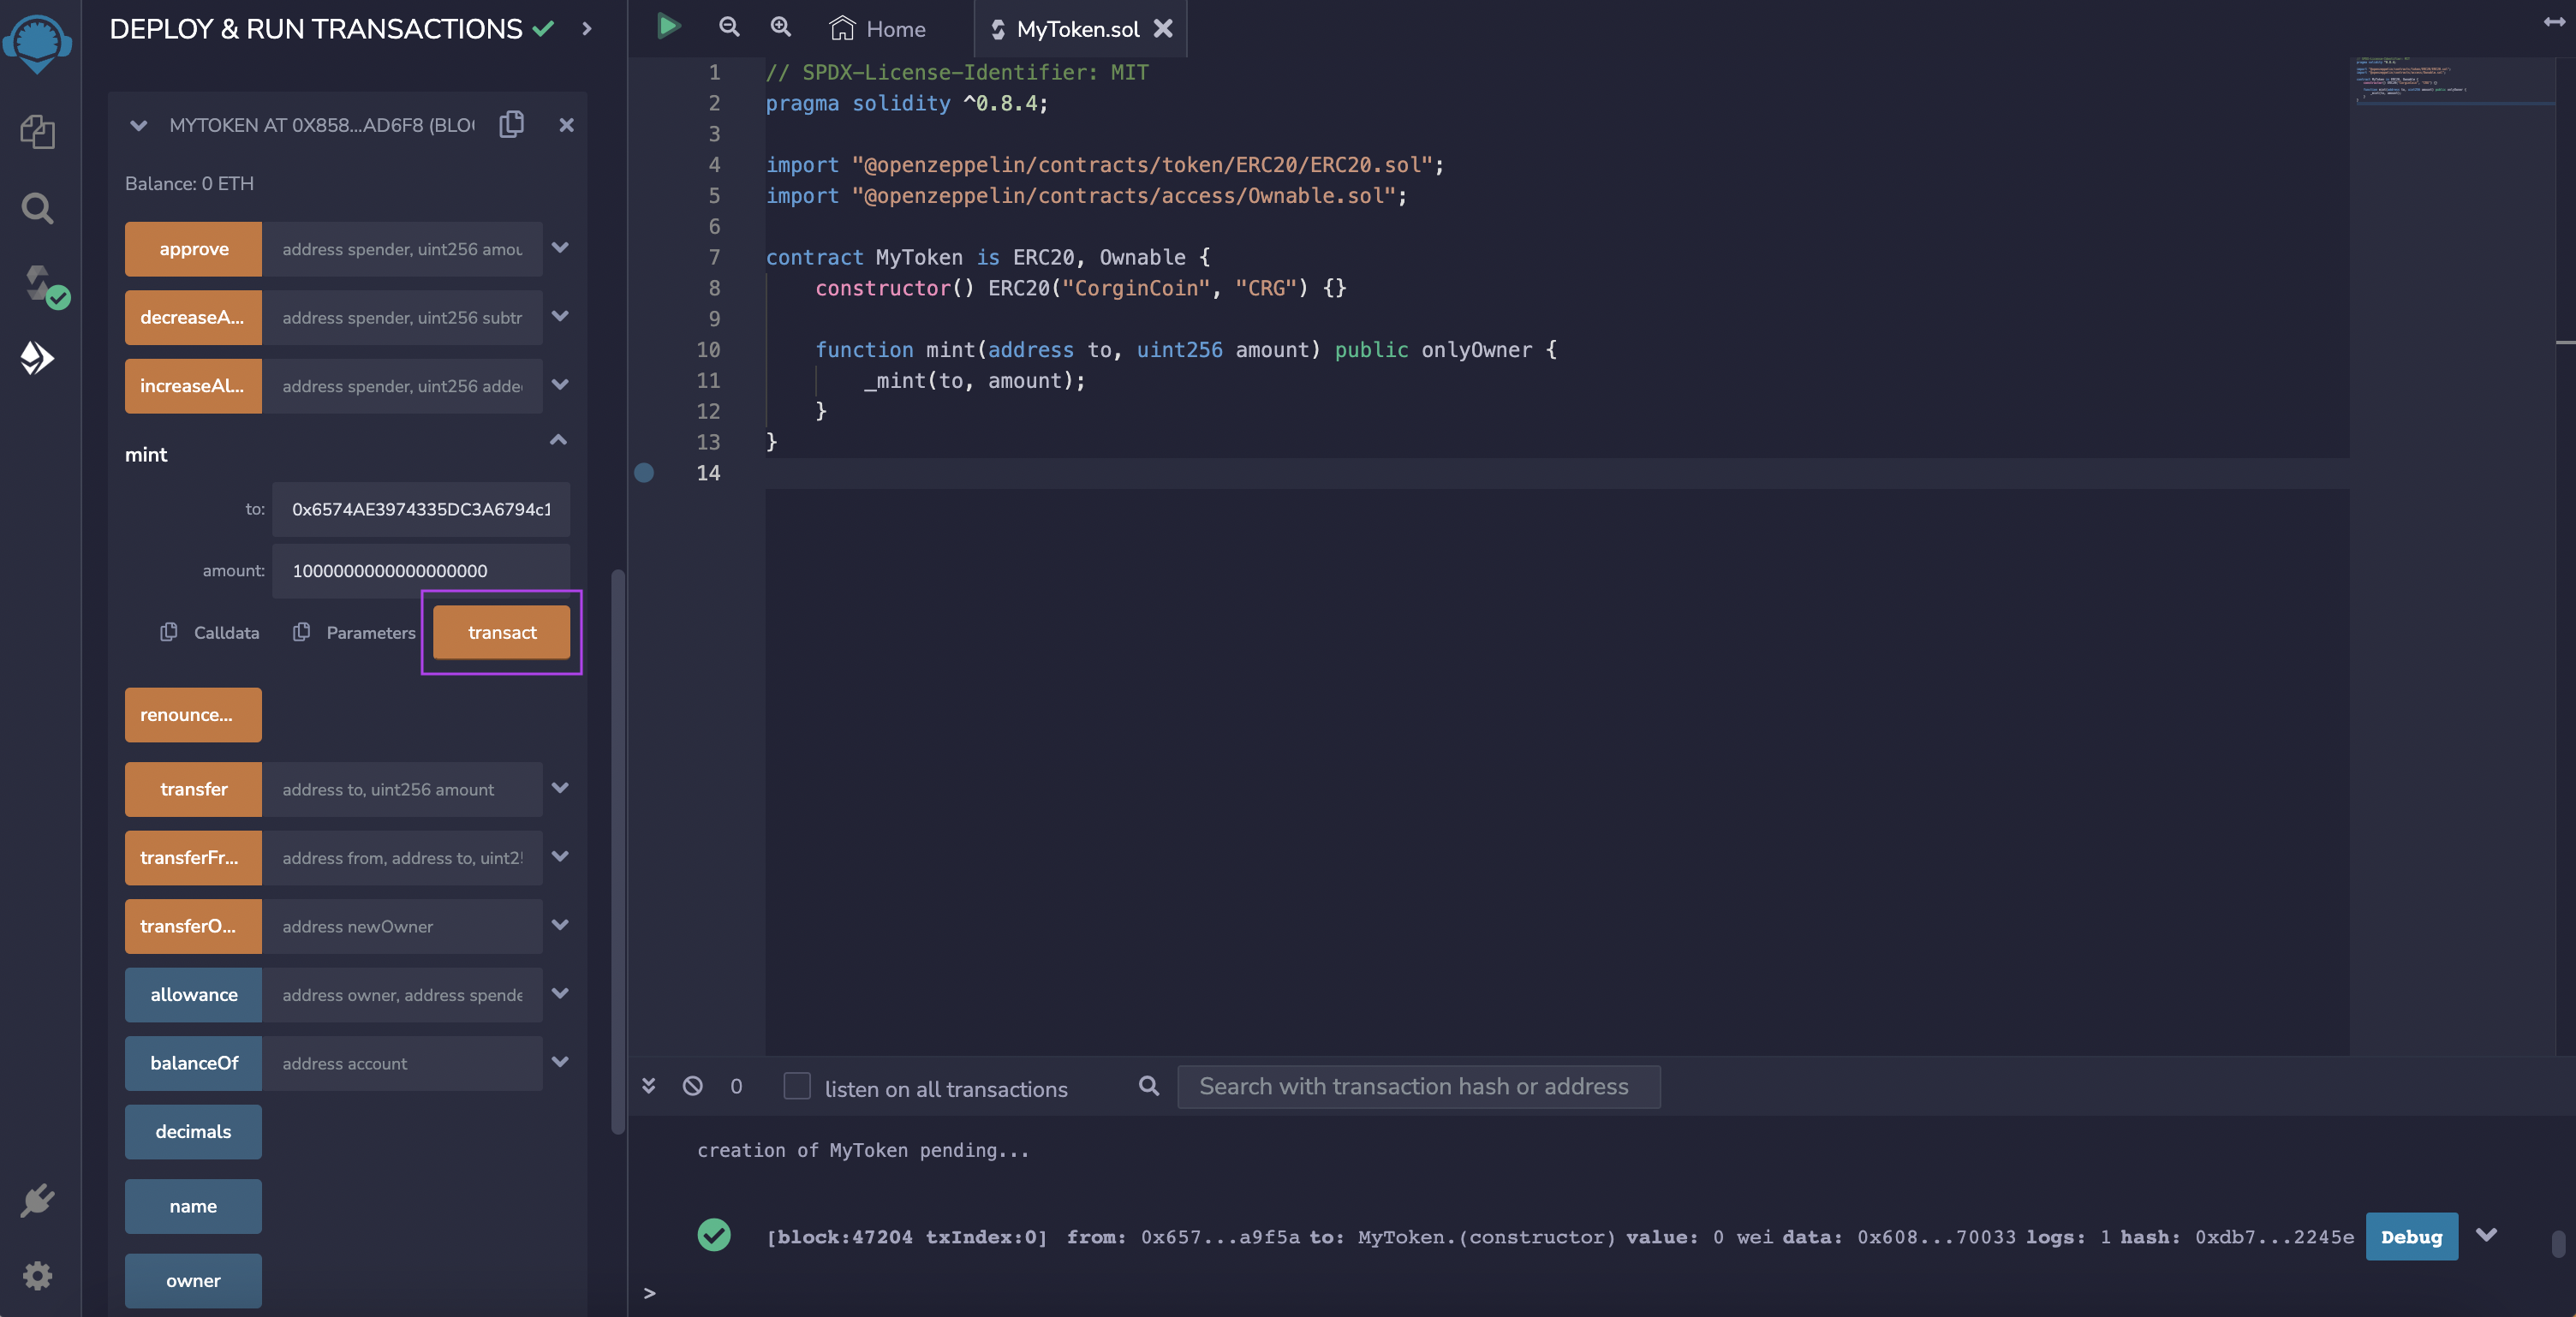 DEPLOY & RUN TRANSACTIONS
MYTOKEN AT 0X858...AD6F8 (BLO
Balance: 0 ETH
approve address spender, uint256 amou
decreaseA... address spender, uint256 subtr
increaseAl... address spender, uint256 adde
mint
to: 0x6574AE3974335DC3A6794c1
amount: 1000000000000000000
Calldata Parameters transact
renounce...
transfer address to, uint256 amount
transferFr... address from, address to, uint25
transferO... address newOwner
allowance address owner, address spende
balanceOf address account
decimals
name
owner
Home MyToken.sol
1 // SPDX-License-Identifier: MIT
2 pragma solidity ^0.8.4;
3
4 import "@openzeppelin/contracts/token/ERC20/ERC20.sol";
5 import "@openzeppelin/contracts/access/Ownable.sol";
6
7 contract MyToken is ERC20, Ownable {
8 constructor() ERC20("CorginCoin", "CRG") {}
9
10 function mint(address to, uint256 amount) public onlyOwner {
11 _mint(to, amount);
12 }
13 }
14
0 listen on all transactions Search with transaction hash or address
creation of MyToken pending...
[block:47204 txIndex:0] from: 0x657...a9f5a to: MyToken.(constructor) value: 0 wei data: 0x608...70033 logs: 1 hash: 0xdb7...2245e Debug
>